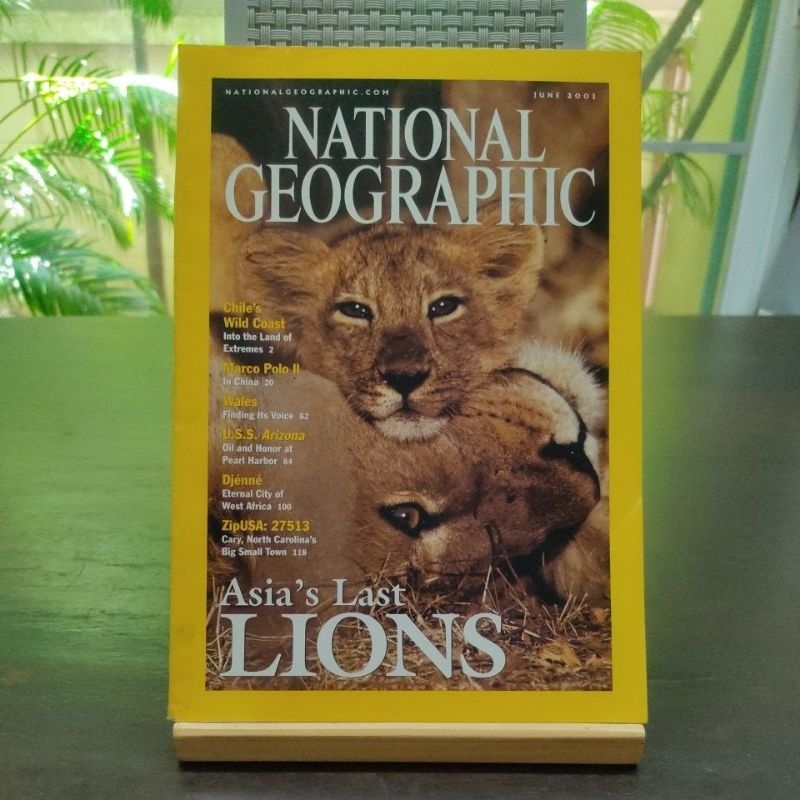 NATIONALGEOGRAPHIC.COM
JUNE 2001
NATIONAL
GEOGRAPHIC
Chile's
Wild Coast
Into the Land of
Extremes 2
Marco Polo II
In China 20
Wales
Finding Its Voice 62
U.S.S. Arizona
Oil and Honor at
Pearl Harbor 84
Djénné
Eternal City of
West Africa 100
ZipUSA: 27513
Cary, North Carolina's
Big Small Town 118
Asia's Last
LIONS